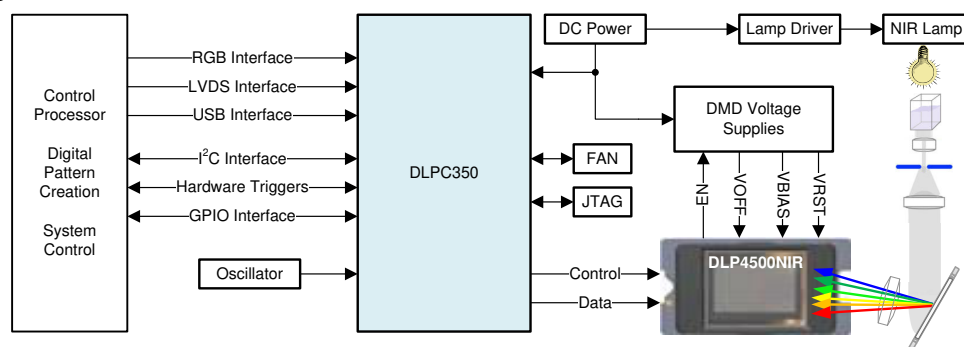 Control
Processor
Digital
Pattern
Creation
System
Control
RGB Interface
LVDS Interface
USB Interface
I²C Interface
Hardware Triggers
GPIO Interface
Oscillator
DLPC350
DC Power
Lamp Driver
NIR Lamp
DMD Voltage
Supplies
FAN
JTAG
EN
VOFF
VBIAS
VRST
Control
Data
DLP4500NIR